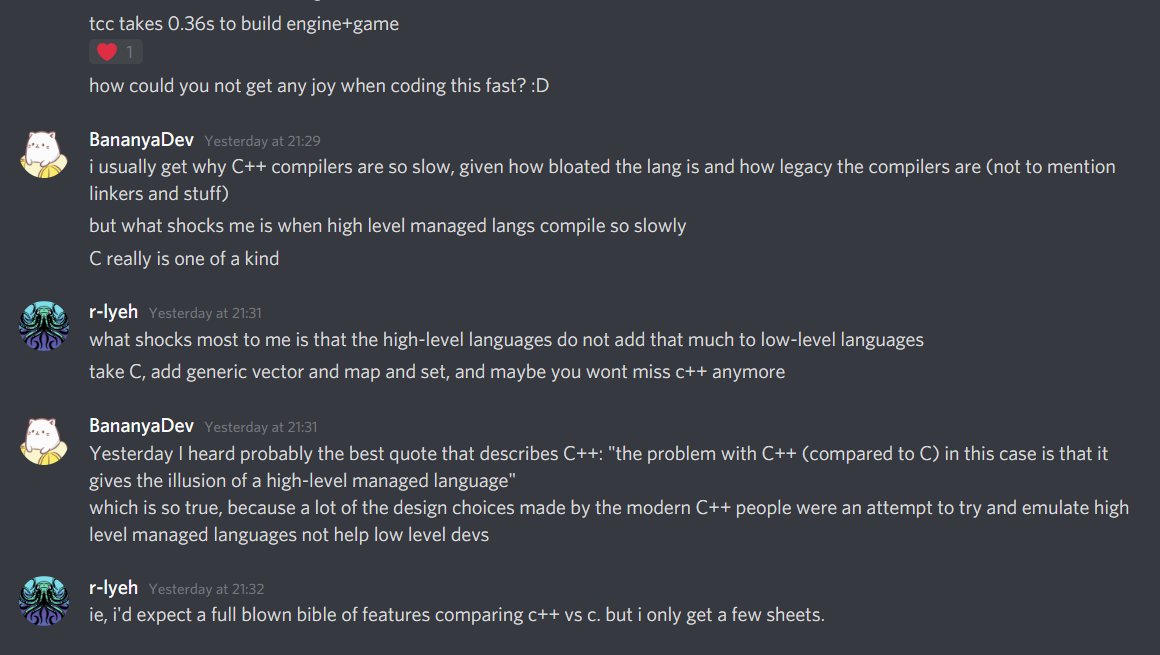 tcc takes 0.36s to build engine+game
1
how could you not get any joy when coding this fast? :D
BananyaDev Yesterday at 21:29
i usually get why C++ compilers are so slow, given how bloated the lang is and how legacy the compilers are (not to mention
linkers and stuff)
but what shocks me is when high level managed langs compile so slowly
C really is one of a kind
r-lyeh Yesterday at 21:31
what shocks most to me is that the high-level languages do not add that much to low-level languages
take C, add generic vector and map and set, and maybe you wont miss c++ anymore
BananyaDev Yesterday at 21:31
Yesterday I heard probably the best quote that describes C++: "the problem with C++ (compared to C) in this case is that it
gives the illusion of a high-level managed language"
which is so true, because a lot of the design choices made by the modern C++ people were an attempt to try and emulate high
level managed languages not help low level devs
r-lyeh Yesterday at 21:32
ie, i'd expect a full blown bible of features comparing c++ vs c. but i only get a few sheets.